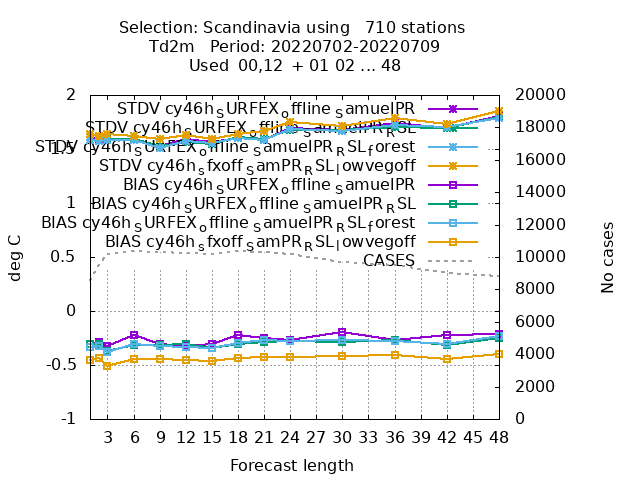 Selection: Scandinavia using 710 stations
Td2m Period: 20220702-20220709
Used 00,12 + 01 02 ... 48
2
1.5
1
0.5
0
-0.5
-1
20000
18000
16000
14000
12000
10000
8000
6000
4000
2000
0
deg C
No cases
STDV cy46h_SURFEX_offline_samuelPR
STDV cy46h_SURFEX_offline_samuelPR_RSL
STDV cy46h_SURFEX_offline_samuelPR_RSL_forest
STDV cy46h_sfxoff_samPR_RSL_lowvegoff
BIAS cy46h_SURFEX_offline_samuelPR
BIAS cy46h_SURFEX_offline_samuelPR_RSL
BIAS cy46h_SURFEX_offline_samuelPR_RSL_forest
BIAS cy46h_sfxoff_samPR_RSL_lowvegoff
CASES
3 6 9 12 15 18 21 24 27 30 33 36 39 42 45 48
Forecast length